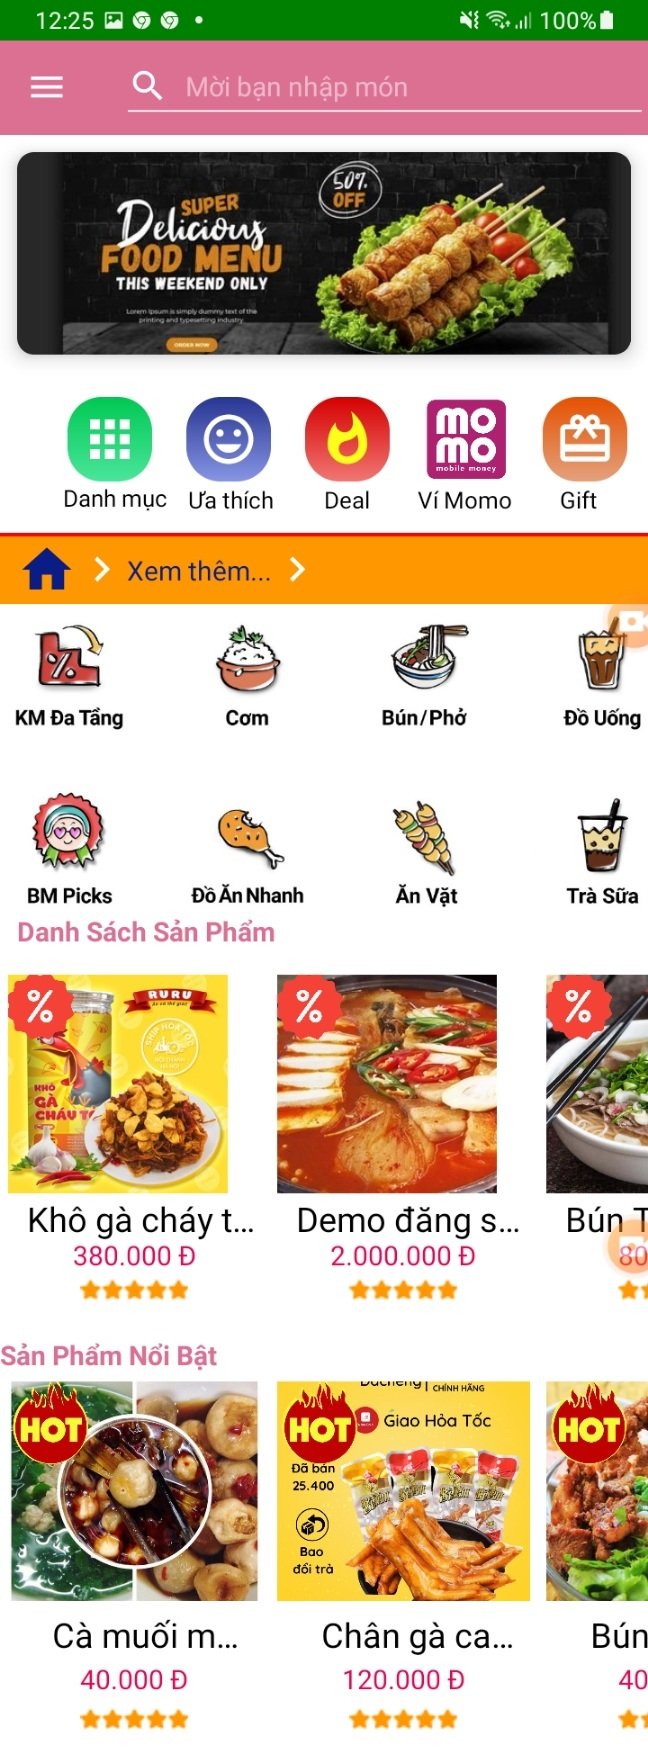 12:25
100%
Mời bạn nhập món
50% OFF
SUPER
Delicious
FOOD MENU
THIS WEEKEND ONLY
Lorem Ipsum is simply dummy text of the
printing and typesetting industry.
ORDER NOW
mo
mo
mobile money
Danh mục Ưa thích Deal Ví Momo Gift
Xem thêm...
KM Đa Tầng Cơm Bún/Phở Đồ Uống
BM Picks Đồ Ăn Nhanh Ăn Vặt Trà Sữa
Danh Sách Sản Phẩm
% % %
RURU
SHIP HOẢ TỐC
KHÔ
GÀ
CHÁY TỎ
Khô gà cháy t... Demo đăng s... Bún T
380.000 Đ 2.000.000 Đ 80
Sản Phẩm Nổi Bật
HOT HOT HOT
Dacheng | CHÍNH HÃNG
Giao Hỏa Tốc
Đã bán
25.400
Bao
đổi trả
Cà muối m... Chân gà ca... Bún
40.000 Đ 120.000 Đ 40